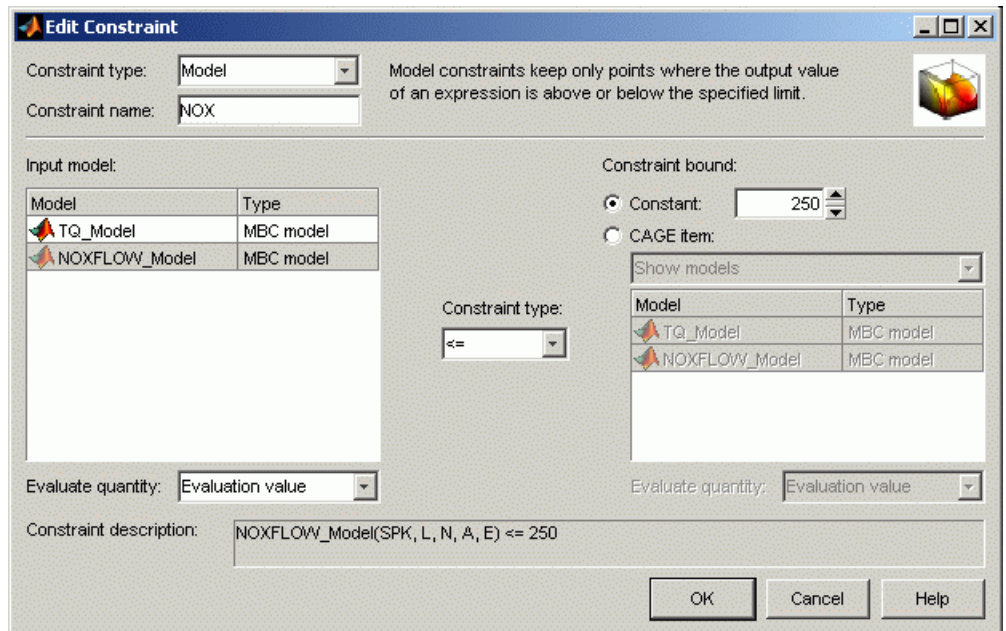 Edit Constraint
Constraint type: Model
Model constraints keep only points where the output value
of an expression is above or below the specified limit.
Constraint name: NOX
Input model:
Constraint bound:
Model Type
TQ_Model MBC model
NOXFLOW_Model MBC model
Constant: 250
CAGE item:
Show models
Constraint type:
<=
Model Type
TQ_Model MBC model
NOXFLOW_Model MBC model
Evaluate quantity: Evaluation value
Evaluate quantity: Evaluation value
Constraint description: NOXFLOW_Model(SPK, L, N, A, E) <= 250
OK Cancel Help